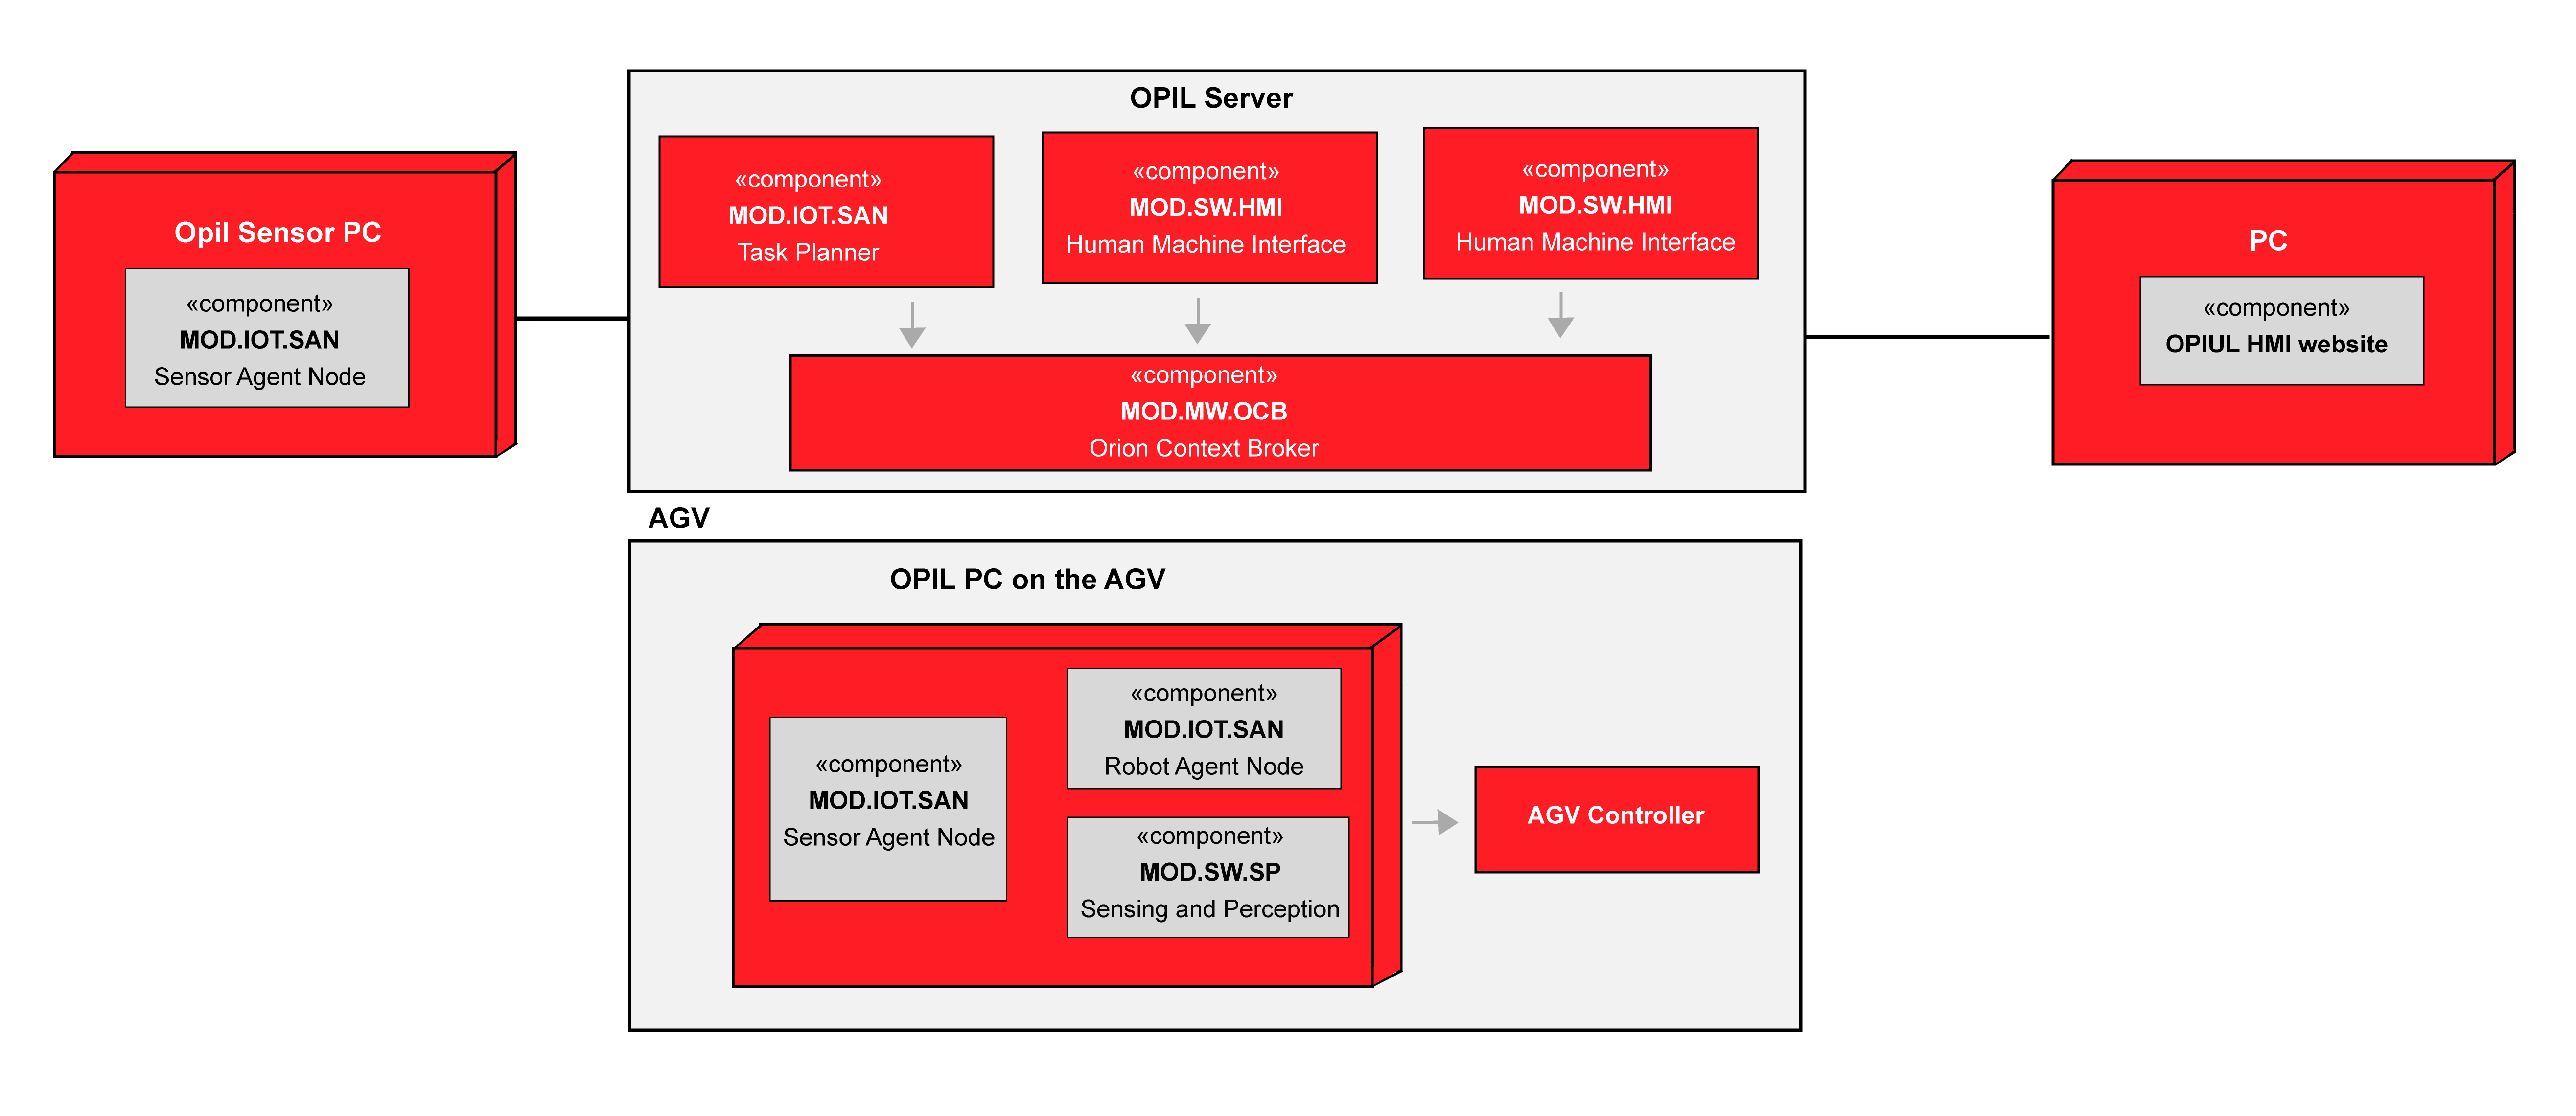 OPIL Server
«component»
MOD.IOT.SAN
Task Planner
«component»
MOD.SW.HMI
Human Machine Interface
«component»
MOD.SW.HMI
Human Machine Interface
«component»
MOD.MW.OCB
Orion Context Broker
Opil Sensor PC
«component»
MOD.IOT.SAN
Sensor Agent Node
PC
«component»
OPIUL HMI website
AGV
OPIL PC on the AGV
«component»
MOD.IOT.SAN
Sensor Agent Node
«component»
MOD.IOT.SAN
Robot Agent Node
«component»
MOD.SW.SP
Sensing and Perception
AGV Controller